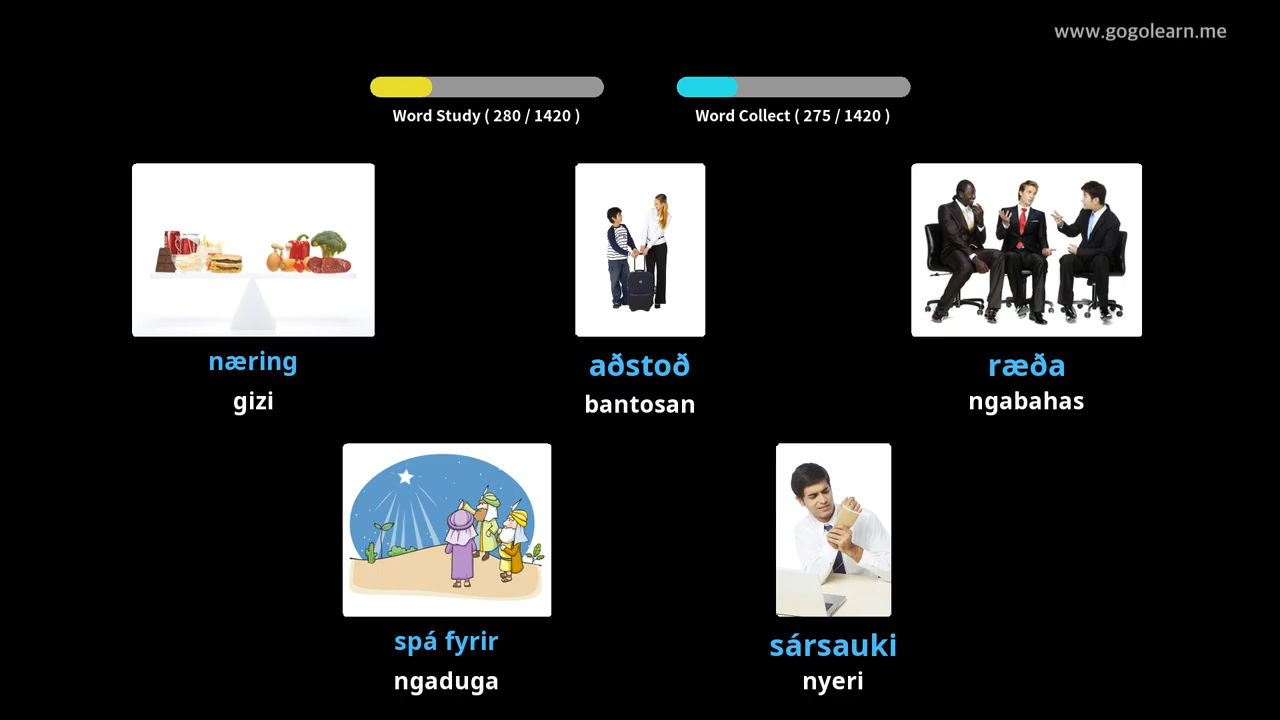 www.gogolearn.me
Word Study ( 280 / 1420 )
Word Collect ( 275 / 1420 )
næring
gizi
aðstoð
bantosan
ræða
ngabahas
spá fyrir
ngaduga
sársauki
nyeri